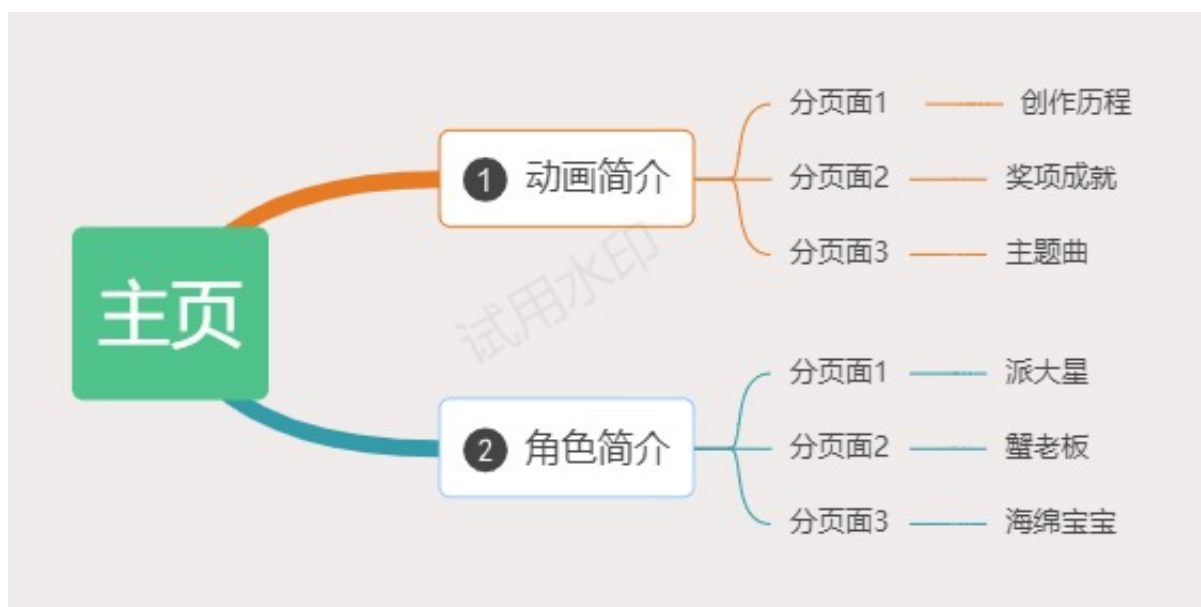 主页
1 动画简介
分页面1 创作历程
分页面2 奖项成就
分页面3 主题曲
2 角色简介
分页面1 派大星
分页面2 蟹老板
分页面3 海绵宝宝
试用水印